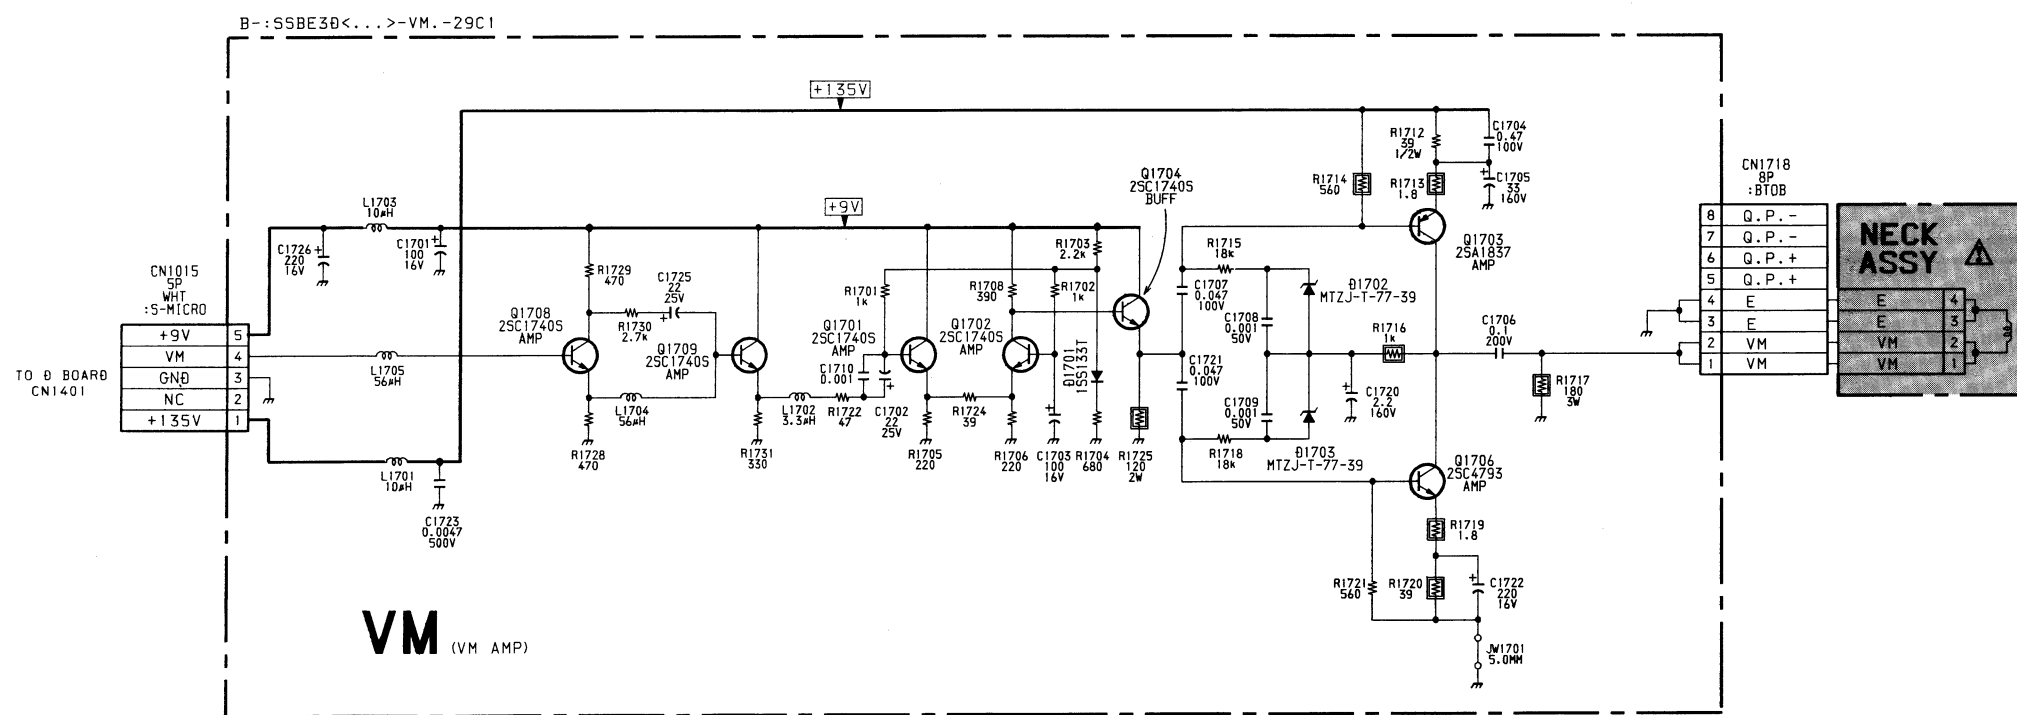 B-:SSBE3D<...>-VM.-29C1
+135V
R1712
39
1/2W
C1704
0.47
100V
R1714
560
R1713
1.8
C1705
33
160V
CN1718
8P
:BTOB
Q1704
2SC1740S
BUFF
L1703
10µH
+9V
C1726
220
16V
C1701
100
16V
R1703
2.2k
Q1703
2SA1837
AMP
8 Q.P.-
7 Q.P.-
6 Q.P.+
5 Q.P.+
4 E
3 E
2 VM
1 VM
NECK
ASSY
E 4
E 3
VM 2
VM 1
CN1015
5P
WHT
:S-MICRO
+9V 5
VM 4
GND 3
NC 2
+135V 1
TO D BOARD
CN1401
R1729
470
C1725
22
25V
R1730
2.7k
Q1708
2SC1740S
AMP
Q1709
2SC1740S
AMP
R1701
1k
R1708
390
R1702
1k
Q1701
2SC1740S
AMP
Q1702
2SC1740S
AMP
C1710
0.001
D1701
1SS133T
R1715
18k
C1707
0.047
100V
D1702
MTZJ-T-77-39
C1708
0.001
50V
R1716
1k
C1706
0.1
200V
C1721
0.047
100V
C1709
0.001
50V
C1720
2.2
160V
R1717
180
3W
L1705
56µH
L1704
56µH
L1702
3.3µH
R1722
47
C1702
22
25V
R1724
39
R1728
470
R1731
330
R1705
220
R1706
220
C1703
100
16V
R1704
680
R1725
120
2W
R1718
18k
D1703
MTZJ-T-77-39
Q1706
2SC4793
AMP
L1701
10µH
C1723
0.0047
500V
R1719
1.8
R1721
560
R1720
39
C1722
220
16V
JW1701
5.0MM
VM (VM AMP)